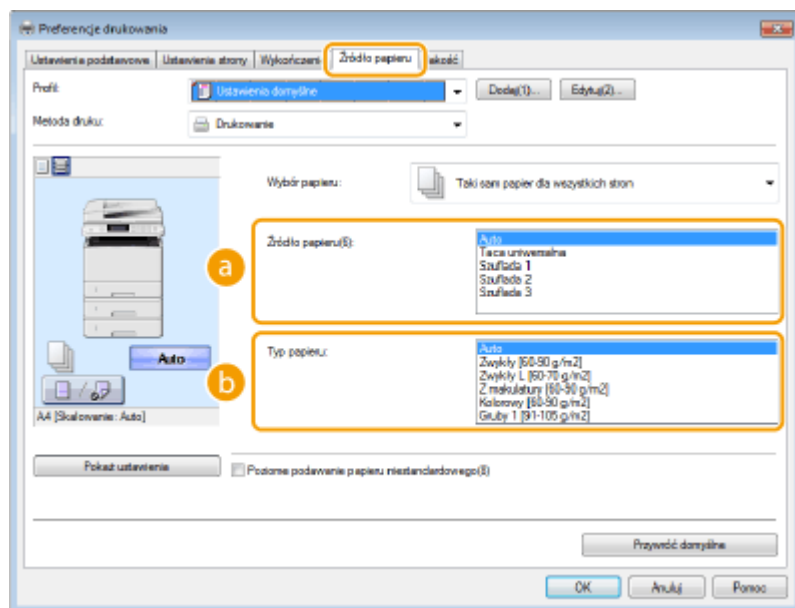 Preferencje drukowania
Ustawienia podstawowe Ustawienia strony Wykończeni Źródło papieru akość
Profil: Ustawienia domyślne Dodaj(1)... Edytuj(2)...
Metoda druku: Drukowanie
Wybór papieru: Taki sam papier dla wszystkich stron
a
Źródło papieru(6):
Auto
Taca uniwersalna
Szuflada 1
Szuflada 2
Szuflada 3
Auto
b
Typ papieru:
Auto
Zwykły [60-90 g/m2]
Zwykły L [60-70 g/m2]
Z makulatury [60-90 g/m2]
Kolorowy [60-90 g/m2]
Gruby 1 [91-105 g/m2]
A4 [Skalowanie: Auto]
Pokaż ustawienia
Poziome podawanie papieru niestandardowego(8)
Przywróć domyślne
OK Anuluj Pomoc